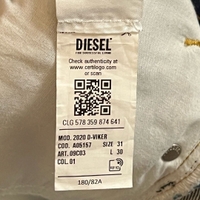 DIESEL
Check authenticity at
www.certilogo.com
or scan
CLG 578 359 874 641
MOD. 2020 D-VIKER
COD. A05157 SIZE 31
ART. 09C03 L 30
COL. 01
180/82A